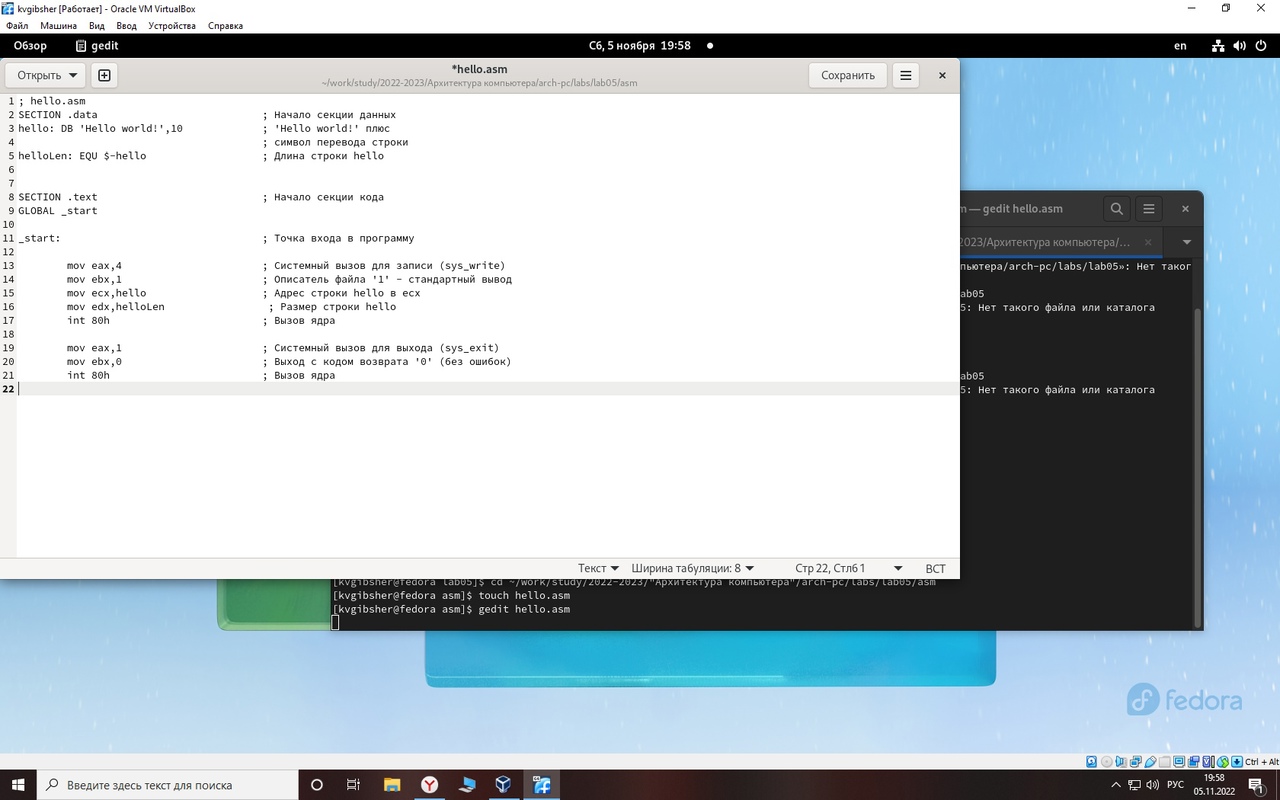 kvgibsher [Работает] - Oracle VM VirtualBox
Файл Машина Вид Ввод Устройства Справка
Обзор gedit Сб, 5 ноября 19:58 en
Открыть *hello.asm Сохранить
~/work/study/2022-2023/Архитектура компьютера/arch-pc/labs/lab05/asm
1 ; hello.asm
2 SECTION .data ; Начало секции данных
3 hello: DB 'Hello world!',10 ; 'Hello world!' плюс
4 ; символ перевода строки
5 helloLen: EQU $-hello ; Длина строки hello
6
7
8 SECTION .text ; Начало секции кода
9 GLOBAL _start
10
11 _start: ; Точка входа в программу
12
13 mov eax,4 ; Системный вызов для записи (sys_write)
14 mov ebx,1 ; Описатель файла '1' - стандартный вывод
15 mov ecx,hello ; Адрес строки hello в ecx
16 mov edx,helloLen ; Размер строки hello
17 int 80h ; Вызов ядра
18
19 mov eax,1 ; Системный вызов для выхода (sys_exit)
20 mov ebx,0 ; Выход с кодом возврата '0' (без ошибок)
21 int 80h ; Вызов ядра
22
Текст Ширина табуляции: 8 Стр 22, Стлб 1 ВСТ
m — gedit hello.asm
2023/Архитектура компьютера/...
пьютера/arch-pc/labs/lab05»: Нет таког
ab05
5: Нет такого файла или каталога
ab05
5: Нет такого файла или каталога
[kvgibsher@fedora lab05]$ cd ~/work/study/2022-2023/"Архитектура компьютера"/arch-pc/labs/lab05/asm
[kvgibsher@fedora asm]$ touch hello.asm
[kvgibsher@fedora asm]$ gedit hello.asm
fedora
Ctrl + Alt
Введите здесь текст для поиска
РУС
19:58
05.11.2022
1